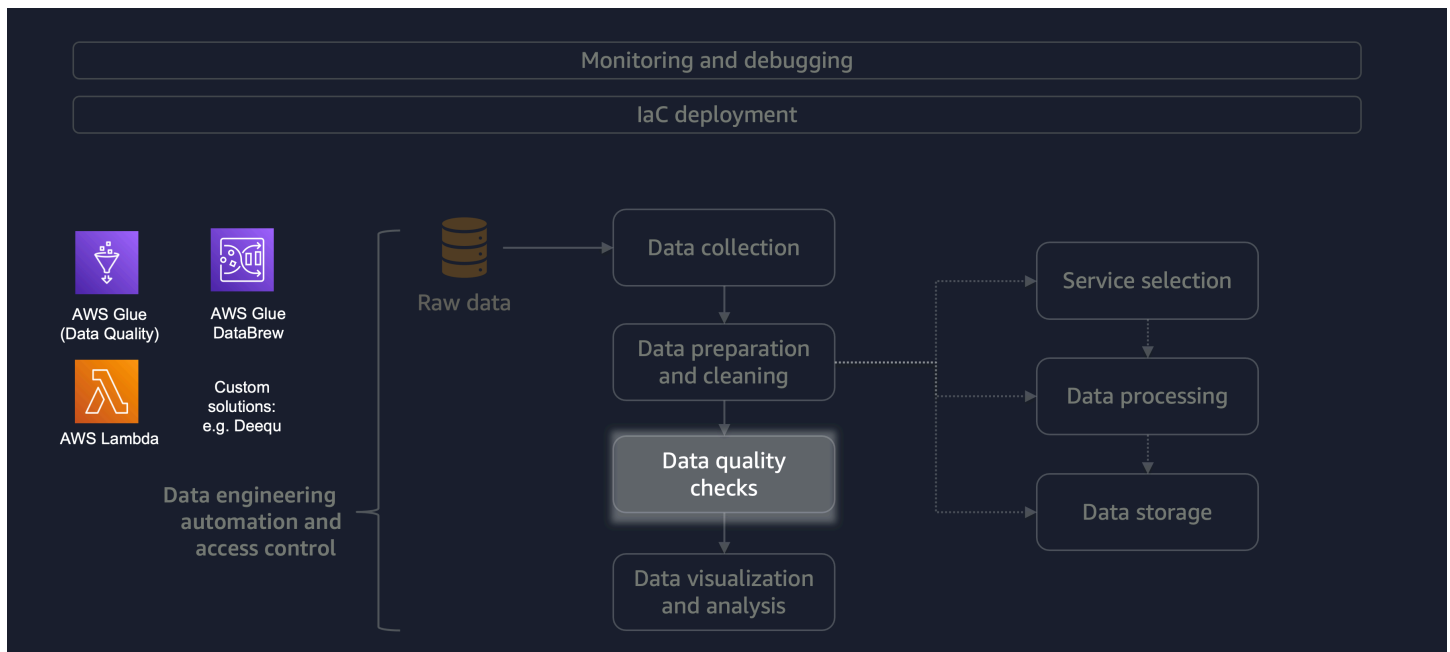 Monitoring and debugging
IaC deployment
AWS Glue
(Data Quality)
AWS Glue
DataBrew
AWS Lambda
Custom
solutions:
e.g. Deequ
Data engineering
automation and
access control
Raw data
Data collection
Data preparation
and cleaning
Data quality
checks
Data visualization
and analysis
Service selection
Data processing
Data storage